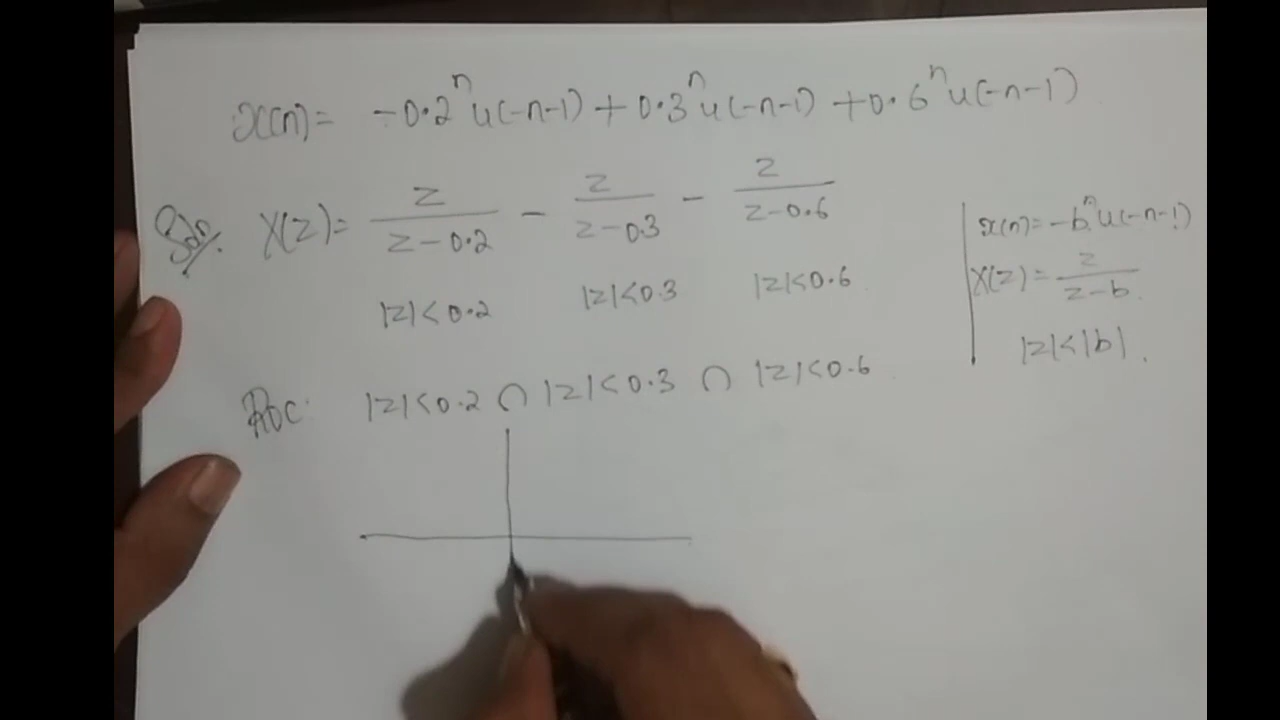 x(n) = -0.2ⁿ u(-n-1) + 0.3ⁿ u(-n-1) + 0.6ⁿ u(-n-1)
Soln. X(z) = z/(z-0.2) - z/(z-0.3) - z/(z-0.6)
|z|<0.2 |z|<0.3 |z|<0.6
x(n) = -bⁿ u(-n-1)
X(z) = z/(z-b)
|z|<|b|.
ROC: |z|<0.2 ∩ |z|<0.3 ∩ |z|<0.6